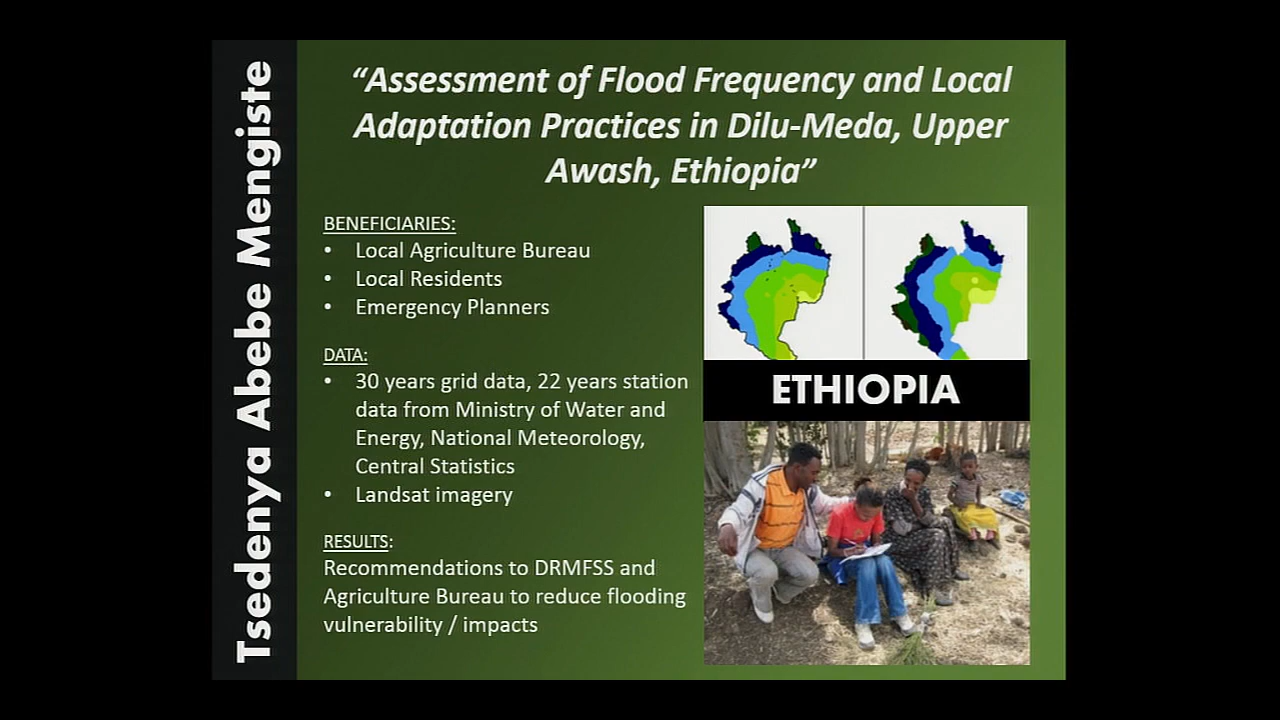 Tsedenya Abebe Mengiste
“Assessment of Flood Frequency and Local
Adaptation Practices in Dilu-Meda, Upper
Awash, Ethiopia”
BENEFICIARIES:
• Local Agriculture Bureau
• Local Residents
• Emergency Planners
DATA:
• 30 years grid data, 22 years station
data from Ministry of Water and
Energy, National Meteorology,
Central Statistics
• Landsat imagery
RESULTS:
Recommendations to DRMFSS and
Agriculture Bureau to reduce flooding
vulnerability / impacts
ETHIOPIA